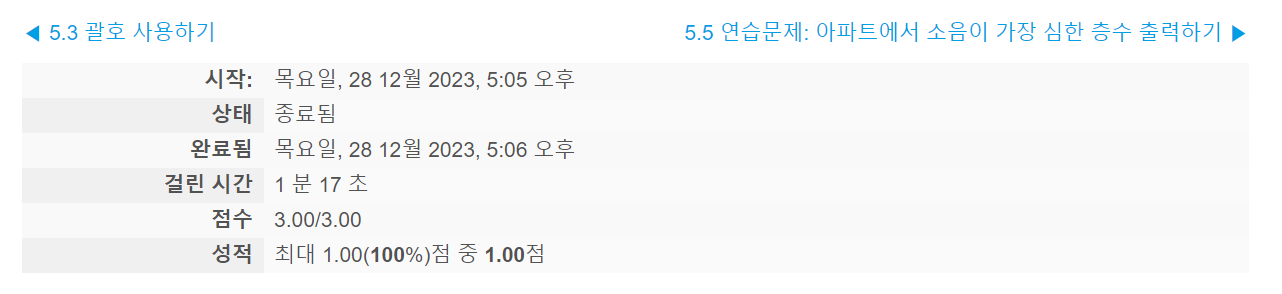 ◀ 5.3 괄호 사용하기
5.5 연습문제: 아파트에서 소음이 가장 심한 층수 출력하기 ▶
시작: 목요일, 28 12월 2023, 5:05 오후
상태 종료됨
완료됨 목요일, 28 12월 2023, 5:06 오후
걸린 시간 1 분 17 초
점수 3.00/3.00
성적 최대 1.00(100%)점 중 1.00점